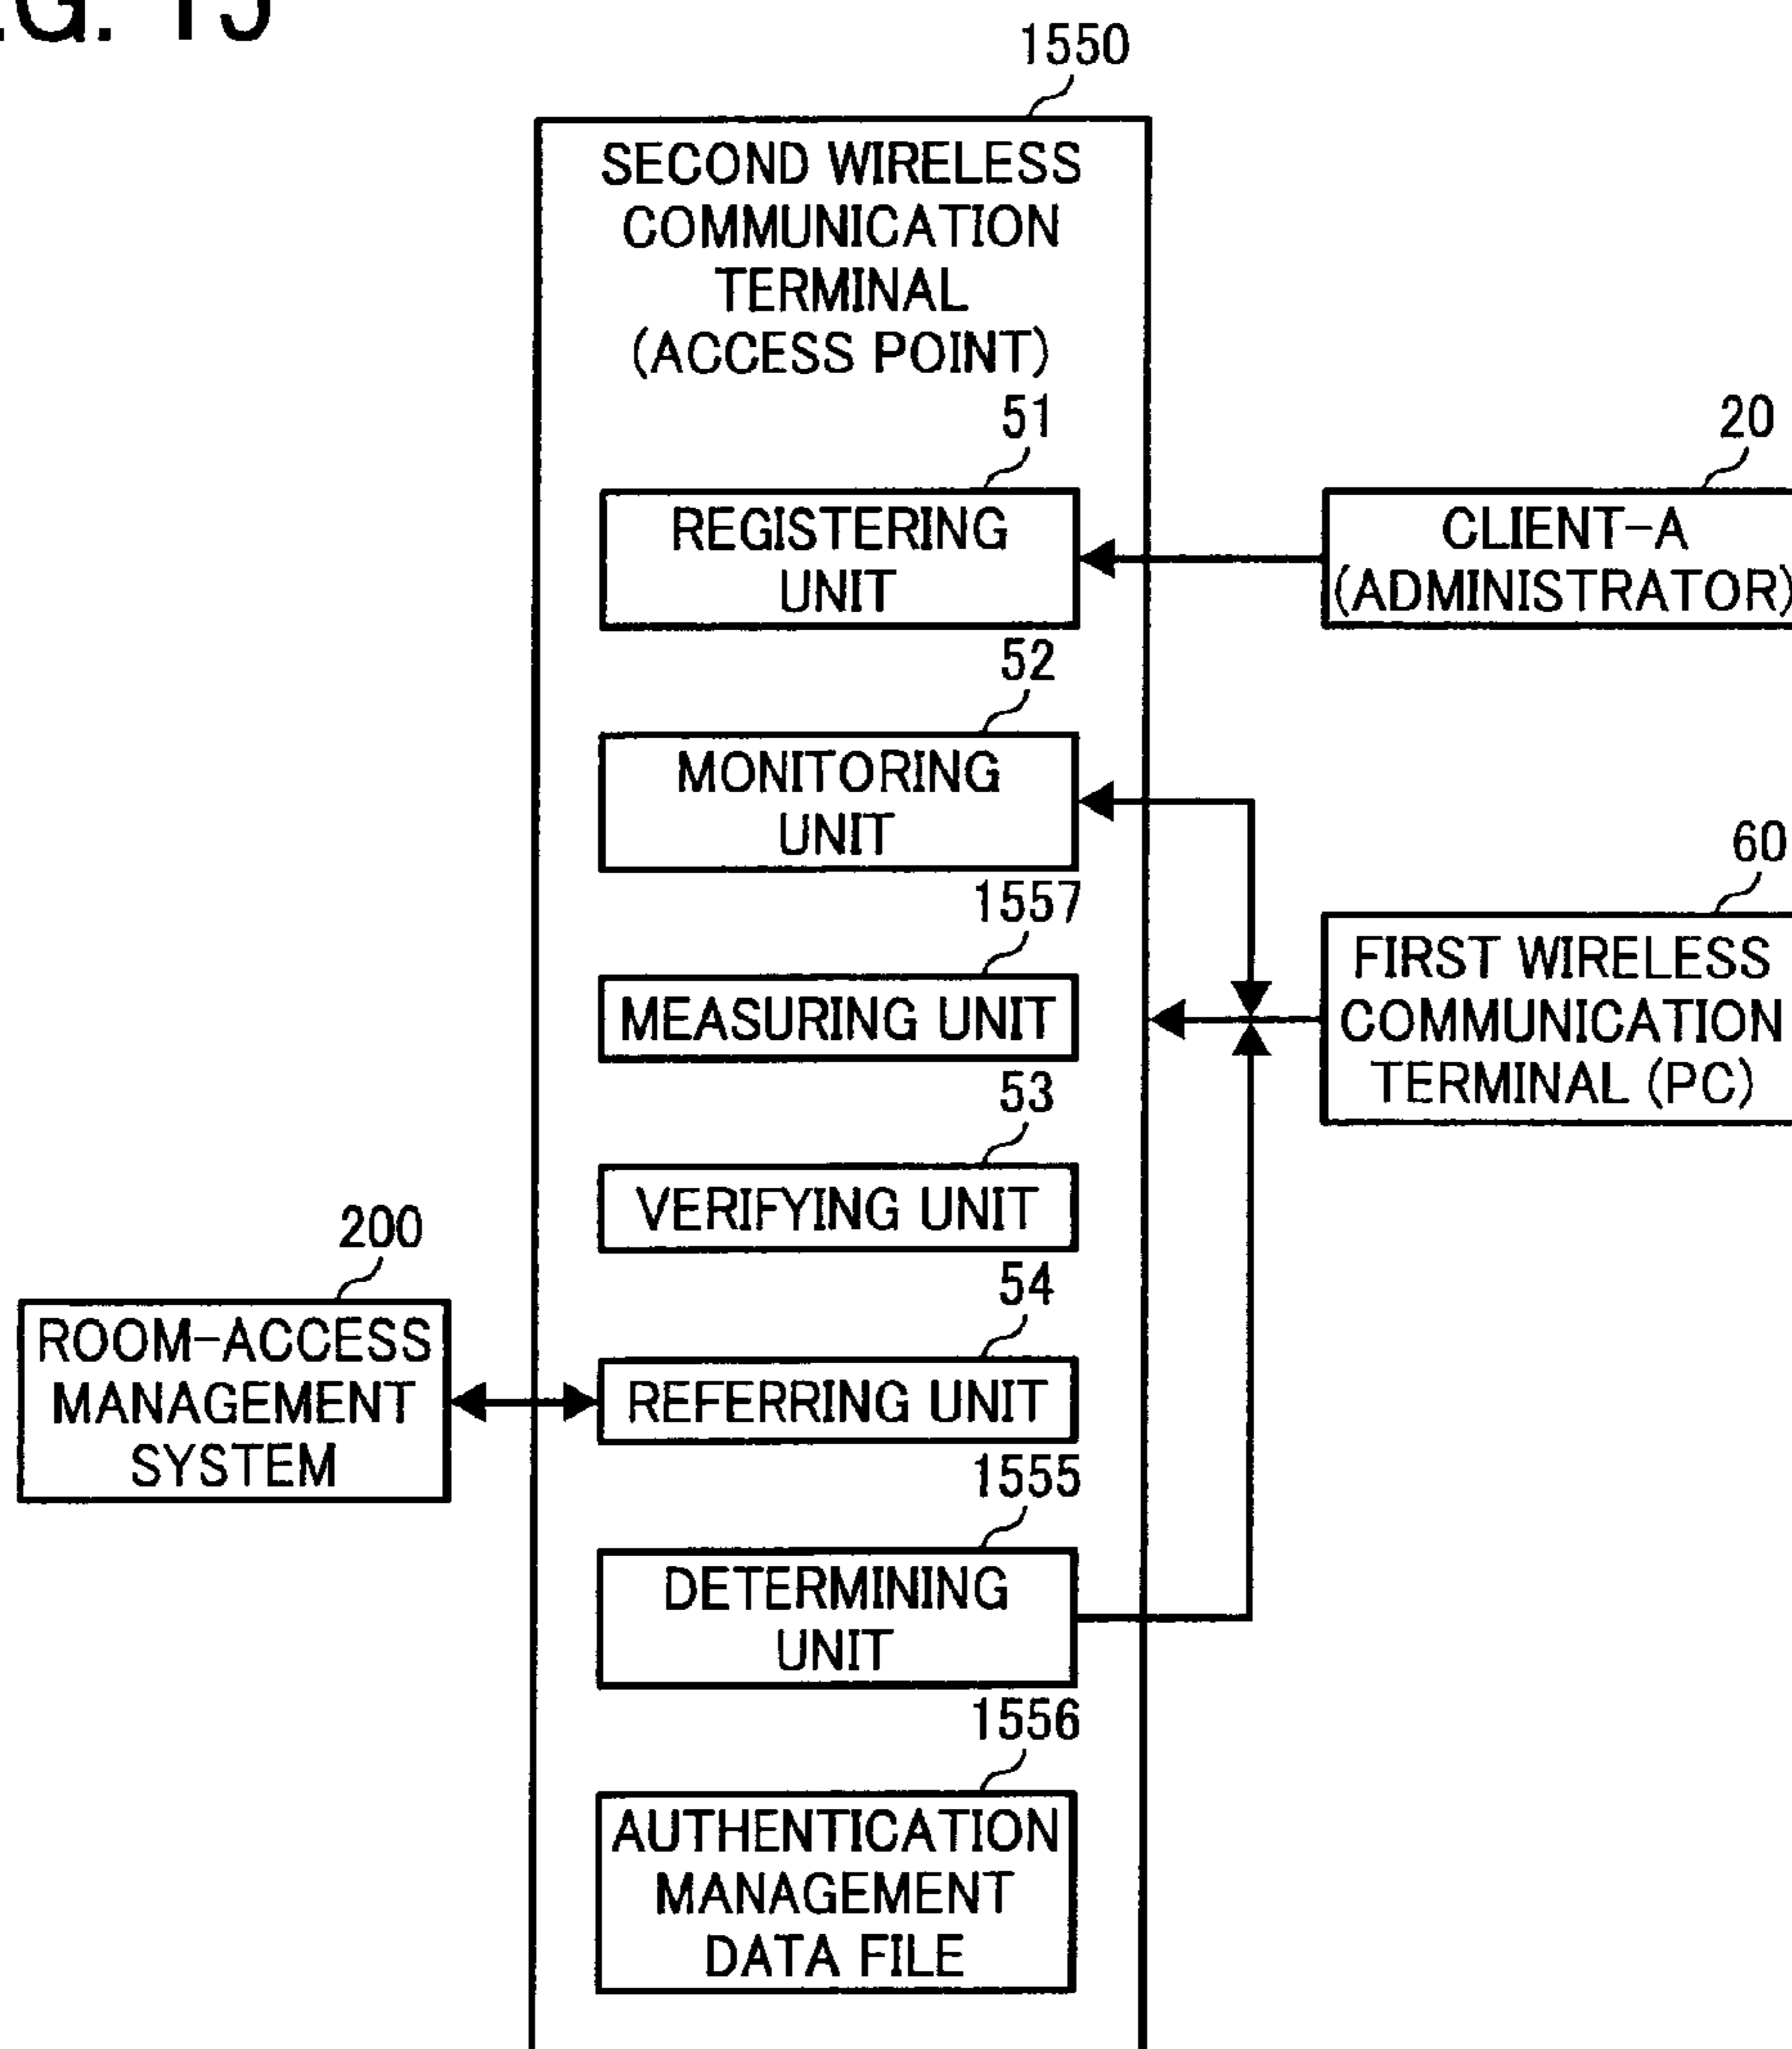 G. 15
1550
SECOND WIRELESS
COMMUNICATION
TERMINAL
(ACCESS POINT)
51
REGISTERING
UNIT
20
CLIENT-A
(ADMINISTRATOR)
52
MONITORING
UNIT
60
FIRST WIRELESS
COMMUNICATION
TERMINAL (PC)
1557
MEASURING UNIT
53
VERIFYING UNIT
200
ROOM-ACCESS
MANAGEMENT
SYSTEM
54
REFERRING UNIT
1555
DETERMINING
UNIT
1556
AUTHENTICATION
MANAGEMENT
DATA FILE